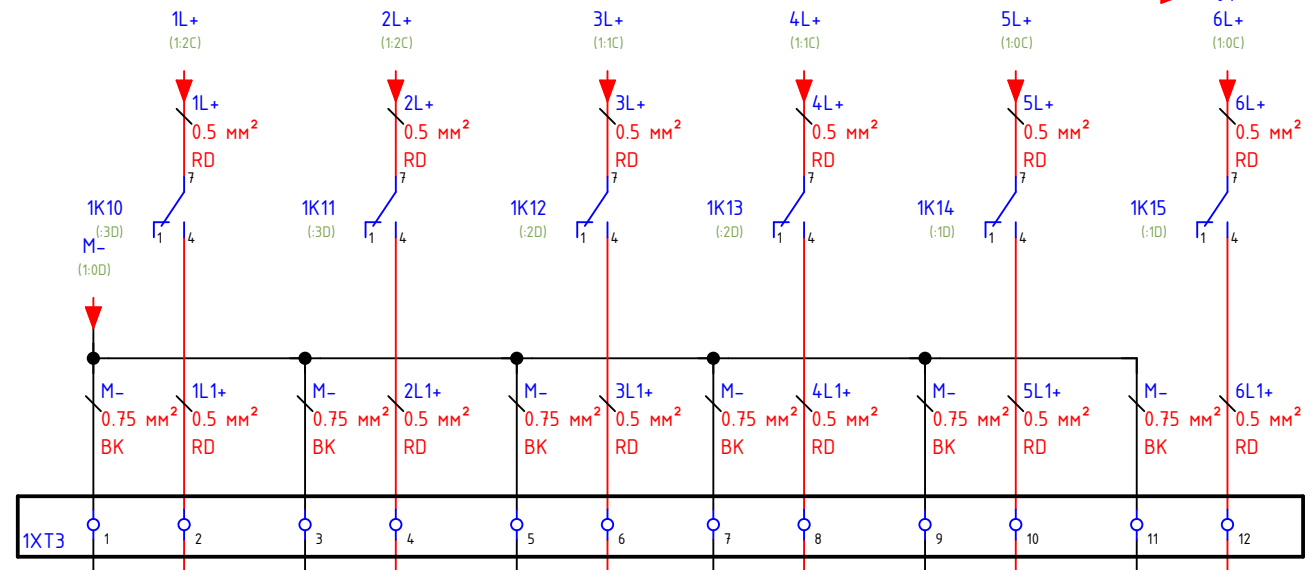 1L+ 2L+ 3L+ 4L+ 5L+ 6L+
(1:2C) (1:2C) (1:1C) (1:1C) (1:0C) (1:0C)
1L+ 2L+ 3L+ 4L+ 5L+ 6L+
0.5 мм² 0.5 мм² 0.5 мм² 0.5 мм² 0.5 мм² 0.5 мм²
RD RD RD RD RD RD
7 7 7 7 7 7
1K10 1K11 1K12 1K13 1K14 1K15
(:3D) (:3D) (:2D) (:2D) (:1D) (:1D)
1 4 1 4 1 4 1 4 1 4 1 4
M-
(1:0D)
M- 1L1+ M- 2L1+ M- 3L1+ M- 4L1+ M- 5L1+ M- 6L1+
0.75 мм² 0.5 мм² 0.75 мм² 0.5 мм² 0.75 мм² 0.5 мм² 0.75 мм² 0.5 мм² 0.75 мм² 0.5 мм² 0.75 мм² 0.5 мм²
BK RD BK RD BK RD BK RD BK RD BK RD
1XT3 1 2 3 4 5 6 7 8 9 10 11 12